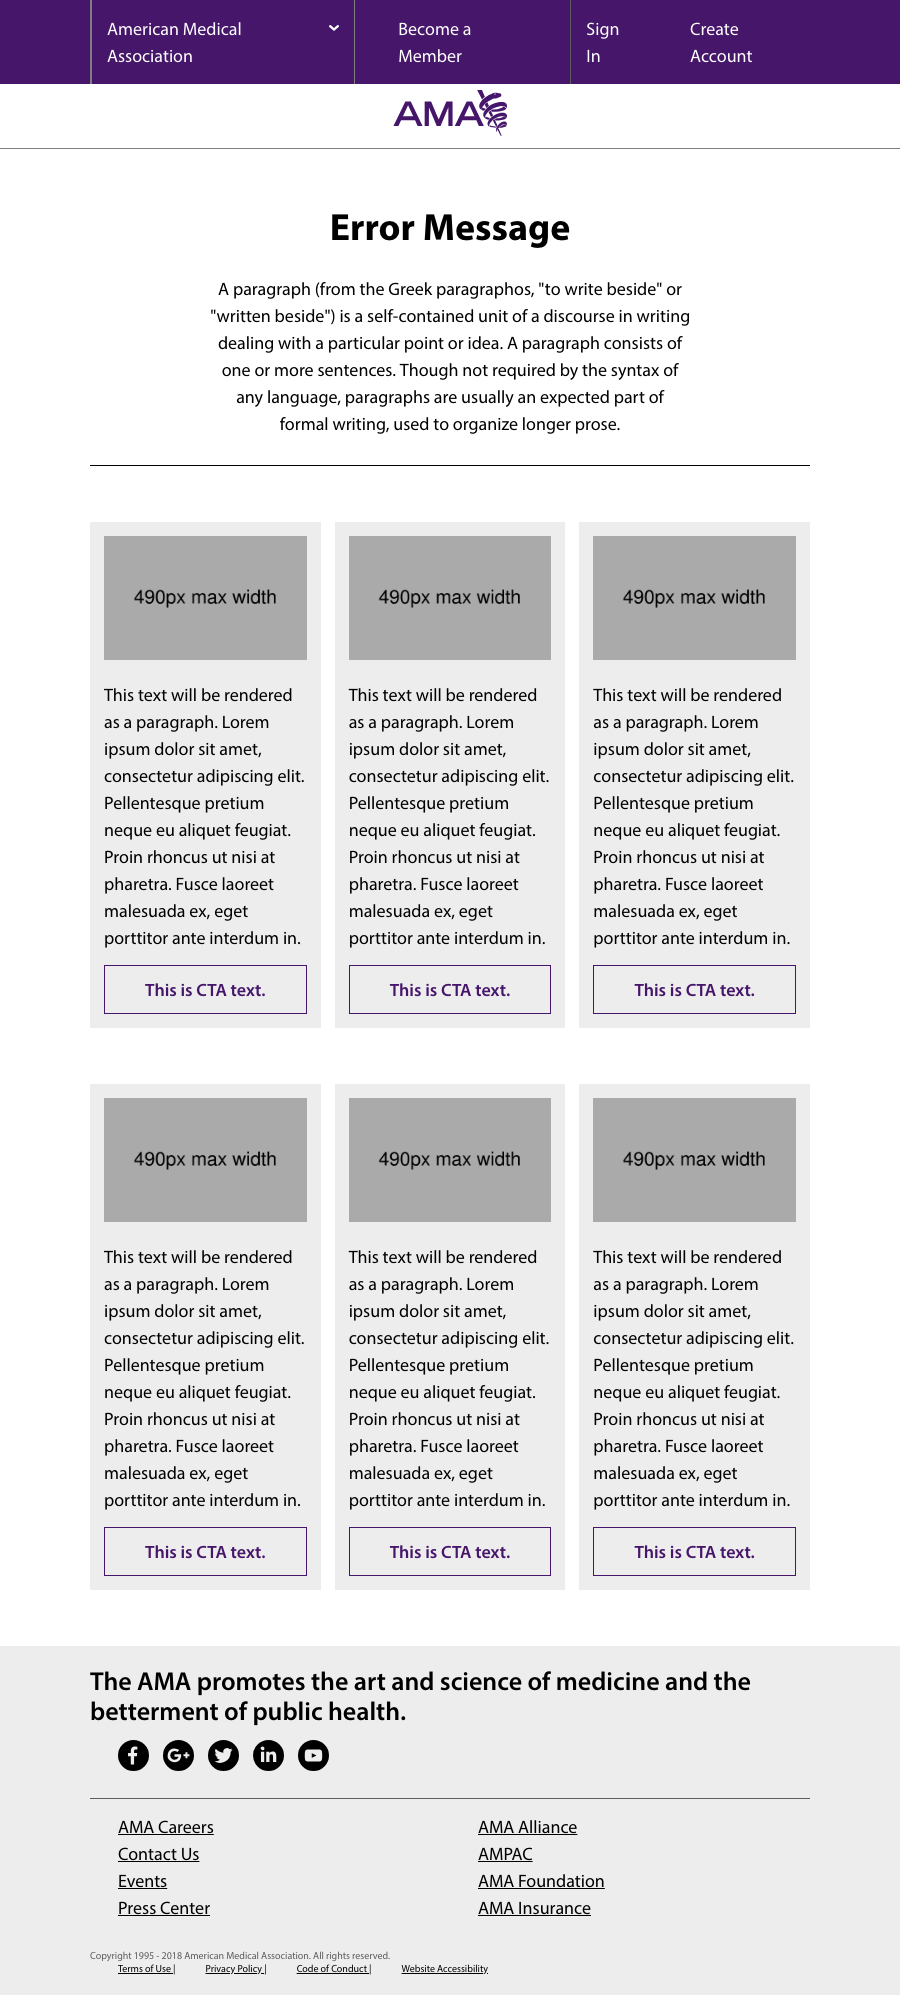 American Medical
Association
Become a
Member
Sign
In
Create
Account
AMA
Error Message
A paragraph (from the Greek paragraphos, "to write beside" or
"written beside") is a self-contained unit of a discourse in writing
dealing with a particular point or idea. A paragraph consists of
one or more sentences. Though not required by the syntax of
any language, paragraphs are usually an expected part of
formal writing, used to organize longer prose.
490px max width
This text will be rendered
as a paragraph. Lorem
ipsum dolor sit amet,
consectetur adipiscing elit.
Pellentesque pretium
neque eu aliquet feugiat.
Proin rhoncus ut nisi at
pharetra. Fusce laoreet
malesuada ex, eget
porttitor ante interdum in.
This is CTA text.
490px max width
This text will be rendered
as a paragraph. Lorem
ipsum dolor sit amet,
consectetur adipiscing elit.
Pellentesque pretium
neque eu aliquet feugiat.
Proin rhoncus ut nisi at
pharetra. Fusce laoreet
malesuada ex, eget
porttitor ante interdum in.
This is CTA text.
490px max width
This text will be rendered
as a paragraph. Lorem
ipsum dolor sit amet,
consectetur adipiscing elit.
Pellentesque pretium
neque eu aliquet feugiat.
Proin rhoncus ut nisi at
pharetra. Fusce laoreet
malesuada ex, eget
porttitor ante interdum in.
This is CTA text.
490px max width
This text will be rendered
as a paragraph. Lorem
ipsum dolor sit amet,
consectetur adipiscing elit.
Pellentesque pretium
neque eu aliquet feugiat.
Proin rhoncus ut nisi at
pharetra. Fusce laoreet
malesuada ex, eget
porttitor ante interdum in.
This is CTA text.
490px max width
This text will be rendered
as a paragraph. Lorem
ipsum dolor sit amet,
consectetur adipiscing elit.
Pellentesque pretium
neque eu aliquet feugiat.
Proin rhoncus ut nisi at
pharetra. Fusce laoreet
malesuada ex, eget
porttitor ante interdum in.
This is CTA text.
490px max width
This text will be rendered
as a paragraph. Lorem
ipsum dolor sit amet,
consectetur adipiscing elit.
Pellentesque pretium
neque eu aliquet feugiat.
Proin rhoncus ut nisi at
pharetra. Fusce laoreet
malesuada ex, eget
porttitor ante interdum in.
This is CTA text.
The AMA promotes the art and science of medicine and the
betterment of public health.
AMA Careers
Contact Us
Events
Press Center
AMA Alliance
AMPAC
AMA Foundation
AMA Insurance
Copyright 1995 - 2018 American Medical Association. All rights reserved.
Terms of Use | Privacy Policy | Code of Conduct | Website Accessibility